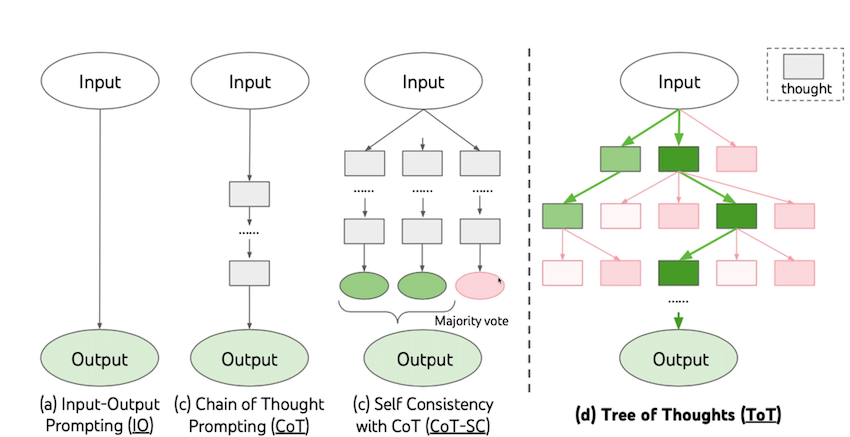 Input
Input
Input
Input
thought
......
......
......
......
......
Majority vote
Output
Output
Output
Output
(a) Input-Output
Prompting (IO)
(c) Chain of Thought
Prompting (CoT)
(c) Self Consistency
with CoT (CoT-SC)
(d) Tree of Thoughts (ToT)